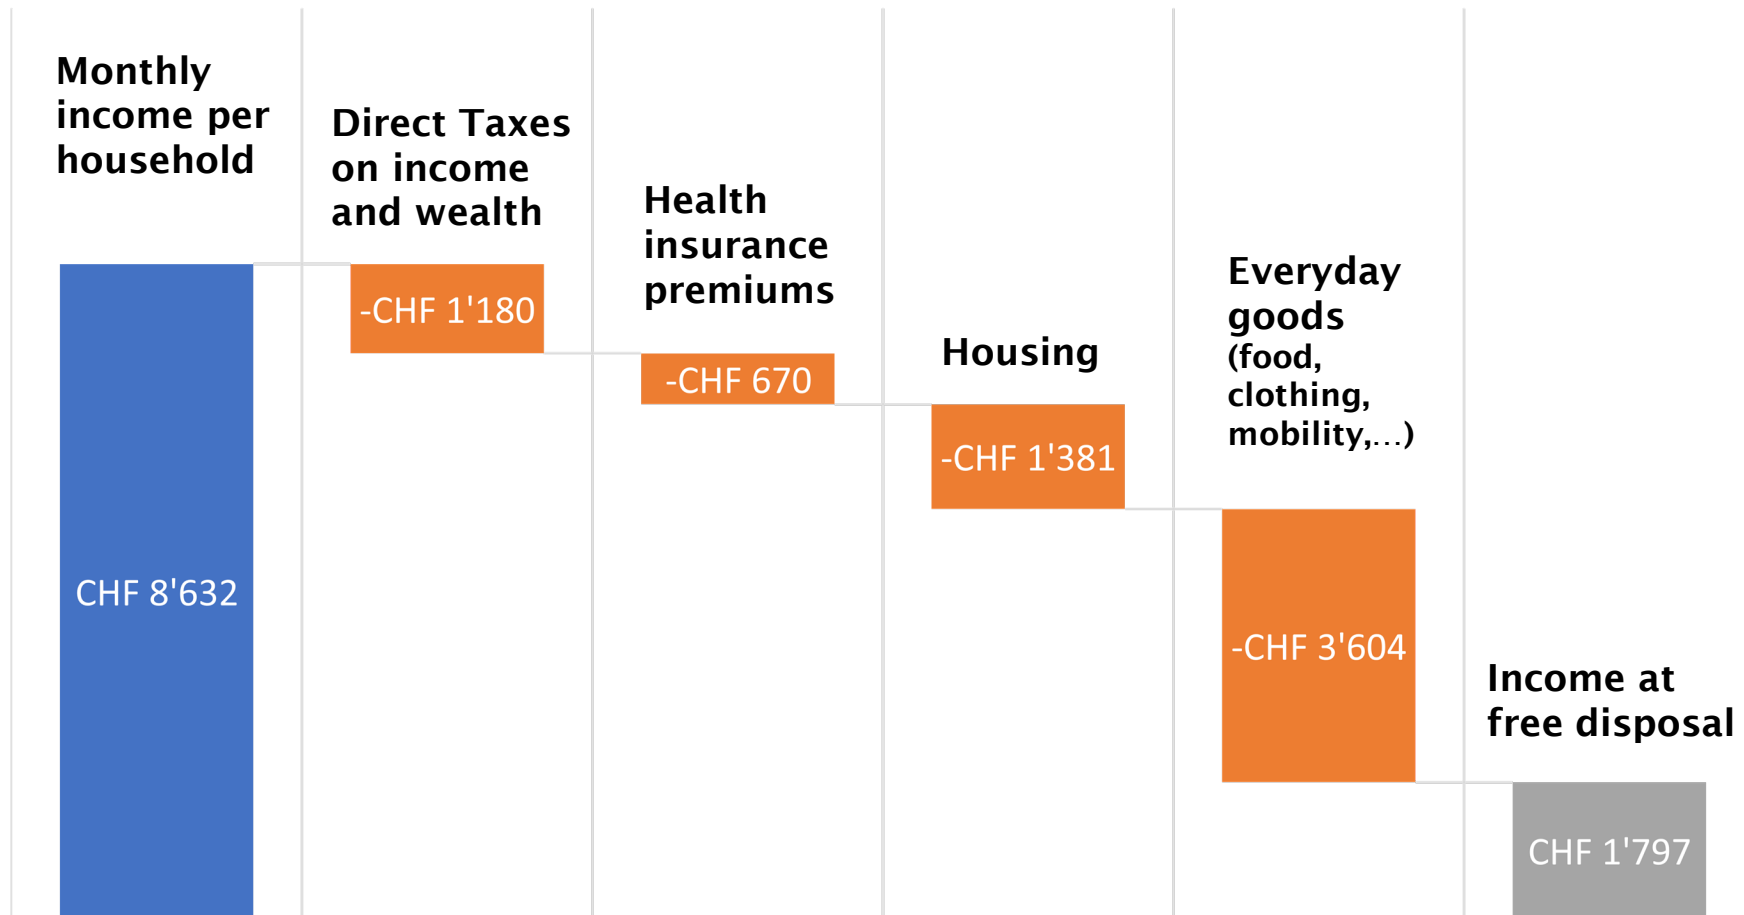 Monthly
income per
household
CHF 8'632
Direct Taxes
on income
and wealth
-CHF 1'180
Health
insurance
premiums
-CHF 670
Housing
-CHF 1'381
Everyday
goods
(food,
clothing,
mobility,...)
-CHF 3'604
Income at
free disposal
CHF 1'797